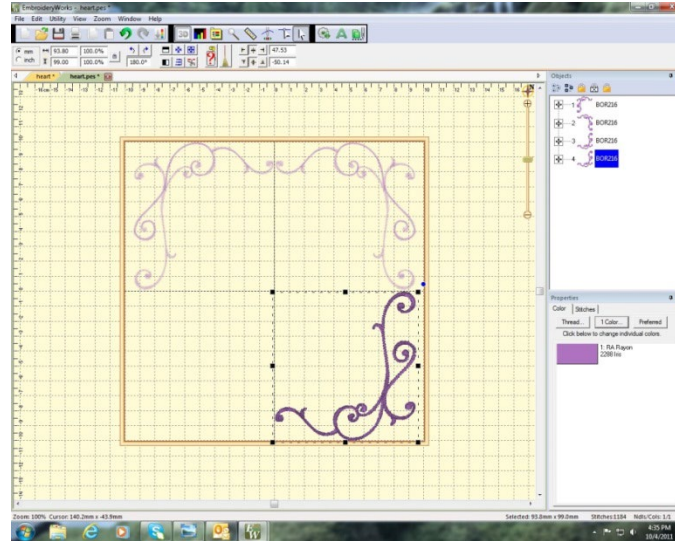 EmbroideryWorks - heart.pes *
File Edit Utility View Zoom Window Help
3D
mm 93.80 100.0%
47.53
inch 99.00 100.0% 180.0°
-50.14
heart * heart.pes *
Objects
1 BOR216
2 BOR216
3 BOR216
4 BOR216
Properties
Color Stitches
Thread... 1 Color... Preferred
Click below to change individual colors.
1: RA Rayon
Zoom: 100% Cursor: 140.2mm x -43.9mm
Selected: 93.8mm x 99.0mm Stitches:1184 Ndls/Cols: 1/1
4:35 PM
10/4/2011